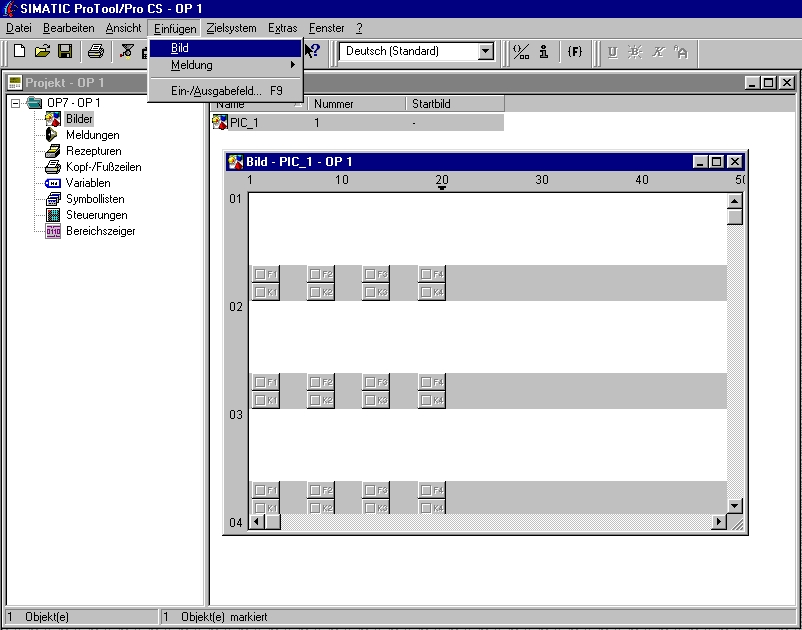 SIMATIC ProTool/Pro CS - OP 1
Datei Bearbeiten Ansicht Einfügen Zielsystem Extras Fenster ?
Bild
Meldung
Ein-/Ausgabefeld... F9
Deutsch (Standard)
{F}
U B K A
Projekt - OP 1
OP7 - OP 1
Bilder
Meldungen
Rezepturen
Kopf-/Fußzeilen
Variablen
Symbollisten
Steuerungen
Bereichszeiger
Name Nummer Startbild
PIC_1 1 -
Bild - PIC_1 - OP 1
1 10 20 30 40 50
01
F1 F2 F3 F4
K1 K2 K3 K4
02
F1 F2 F3 F4
K1 K2 K3 K4
03
F1 F2 F3 F4
K1 K2 K3 K4
04
1 Objekt(e) 1 Objekt(e) markiert